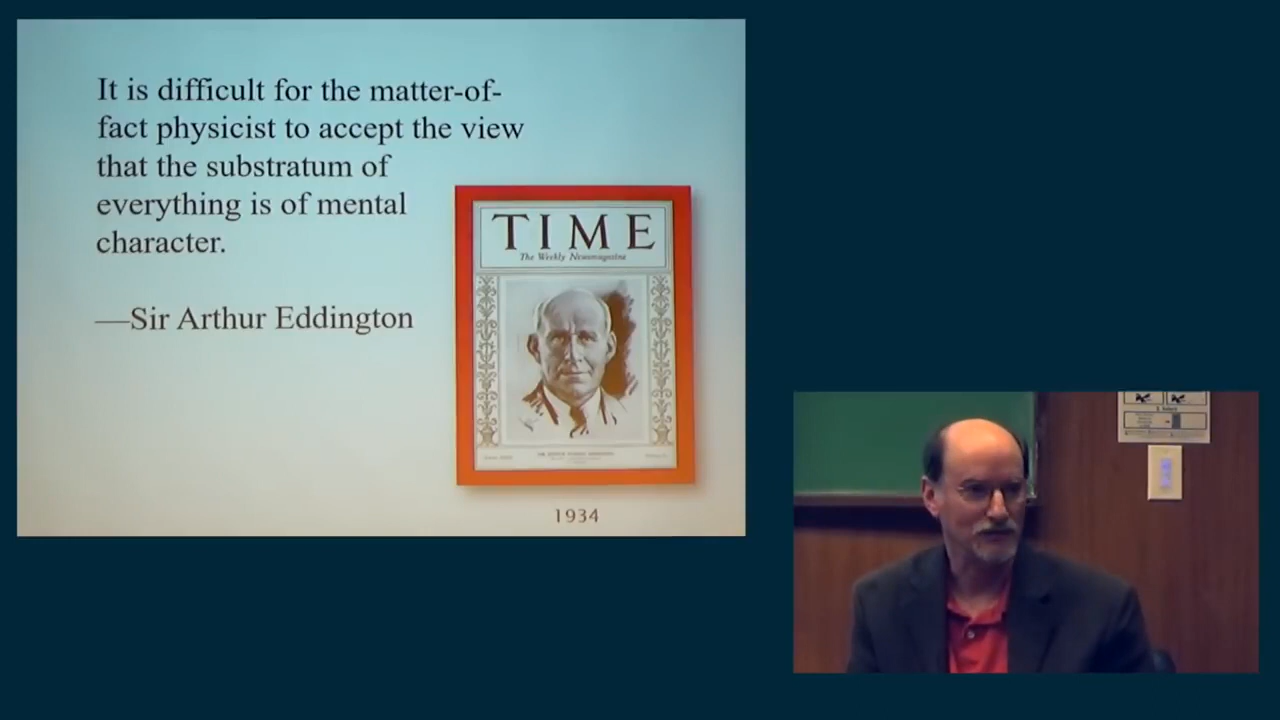 It is difficult for the matter-of-
fact physicist to accept the view
that the substratum of
everything is of mental
character.
—Sir Arthur Eddington
TIME
The Weekly Newsmagazine
1934